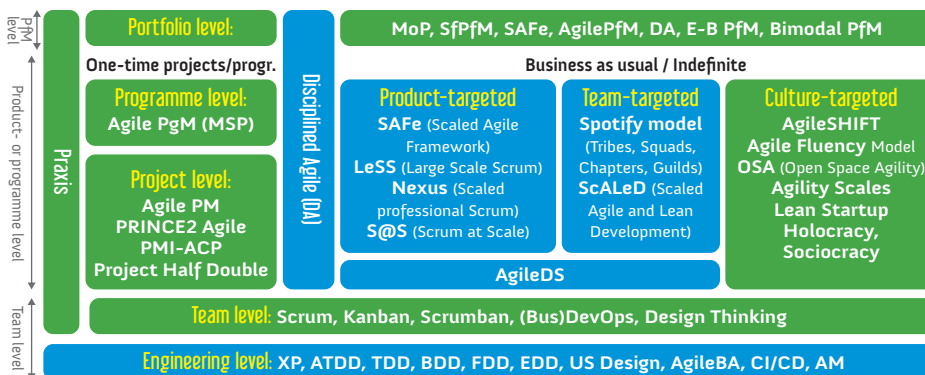 PfM
level
Product- or programme level
Team level
Praxis
Portfolio level:
MoP, SfPfM, SAFe, AgilePfM, DA, E-B PfM, Bimodal PfM
One-time projects/progr.
Business as usual / Indefinite
Programme level:
Agile PgM (MSP)
Project level:
Agile PM
PRINCE2 Agile
PMI-ACP
Project Half Double
Disciplined Agile (DA)
Product-targeted
SAFe (Scaled Agile
Framework)
LeSS (Large Scale Scrum)
Nexus (Scaled
professional Scrum)
S@S (Scrum at Scale)
Team-targeted
Spotify model
(Tribes, Squads,
Chapters, Guilds)
ScALeD (Scaled
Agile and Lean
Development)
AgileDS
Culture-targeted
AgileSHIFT
Agile Fluency Model
OSA (Open Space Agility)
Agility Scales
Lean Startup
Holocracy,
Sociocracy
Team level: Scrum, Kanban, Scrumban, (Bus)DevOps, Design Thinking
Engineering level: XP, ATDD, TDD, BDD, FDD, EDD, US Design, AgileBA, CI/CD, AM